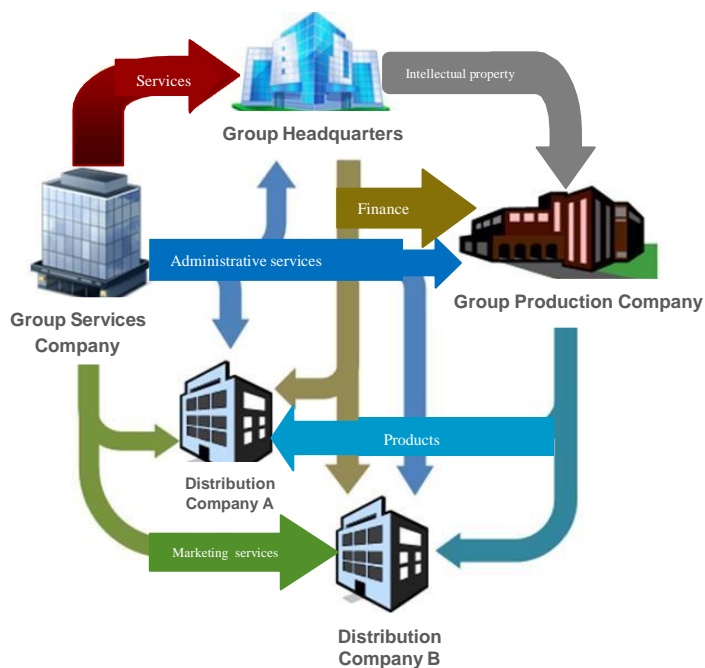 Services
Intellectual property
Group Headquarters
Finance
Administrative services
Group Production Company
Group Services
Company
Products
Distribution
Company A
Marketing services
Distribution
Company B